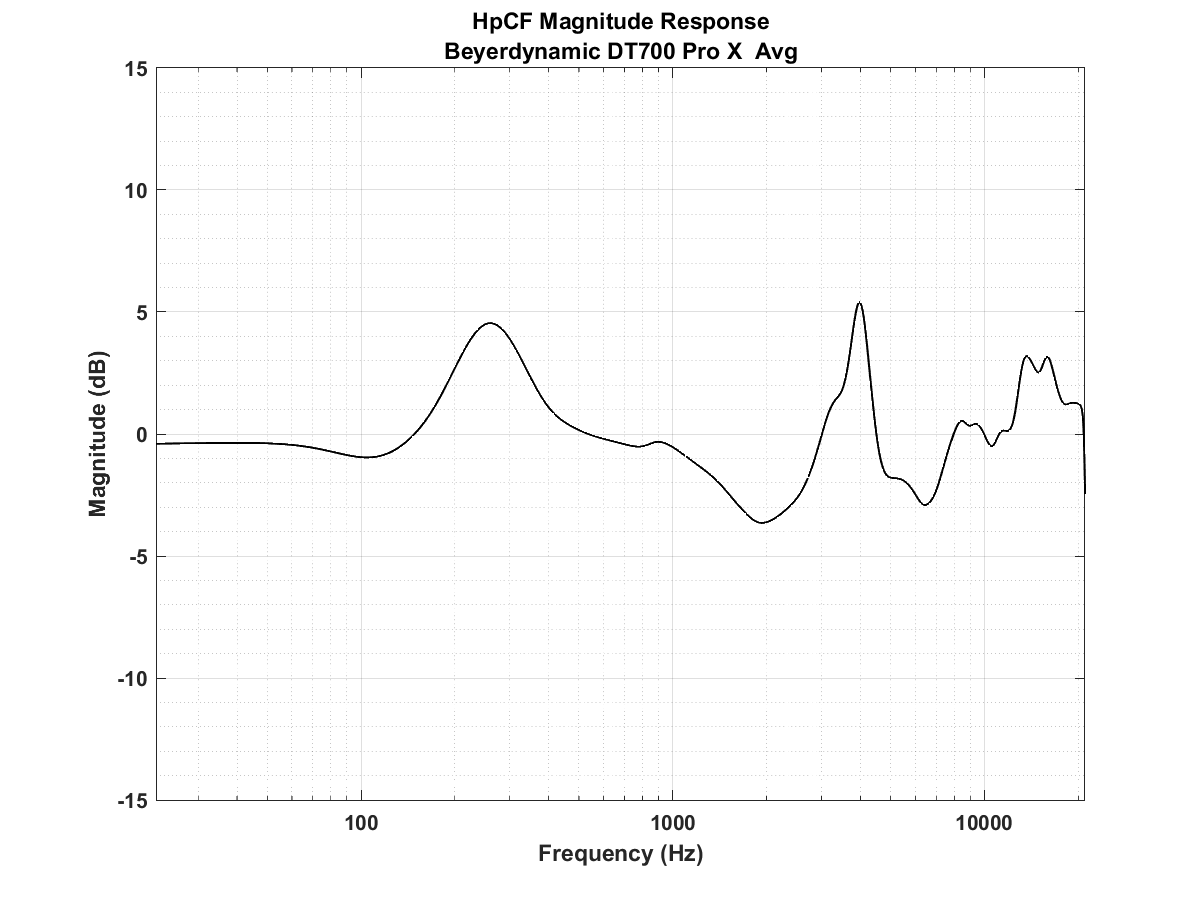 HpCF Magnitude Response
Beyerdynamic DT700 Pro X  Avg
15
10
5
0
-5
-10
-15
Magnitude (dB)
100
1000
10000
Frequency (Hz)